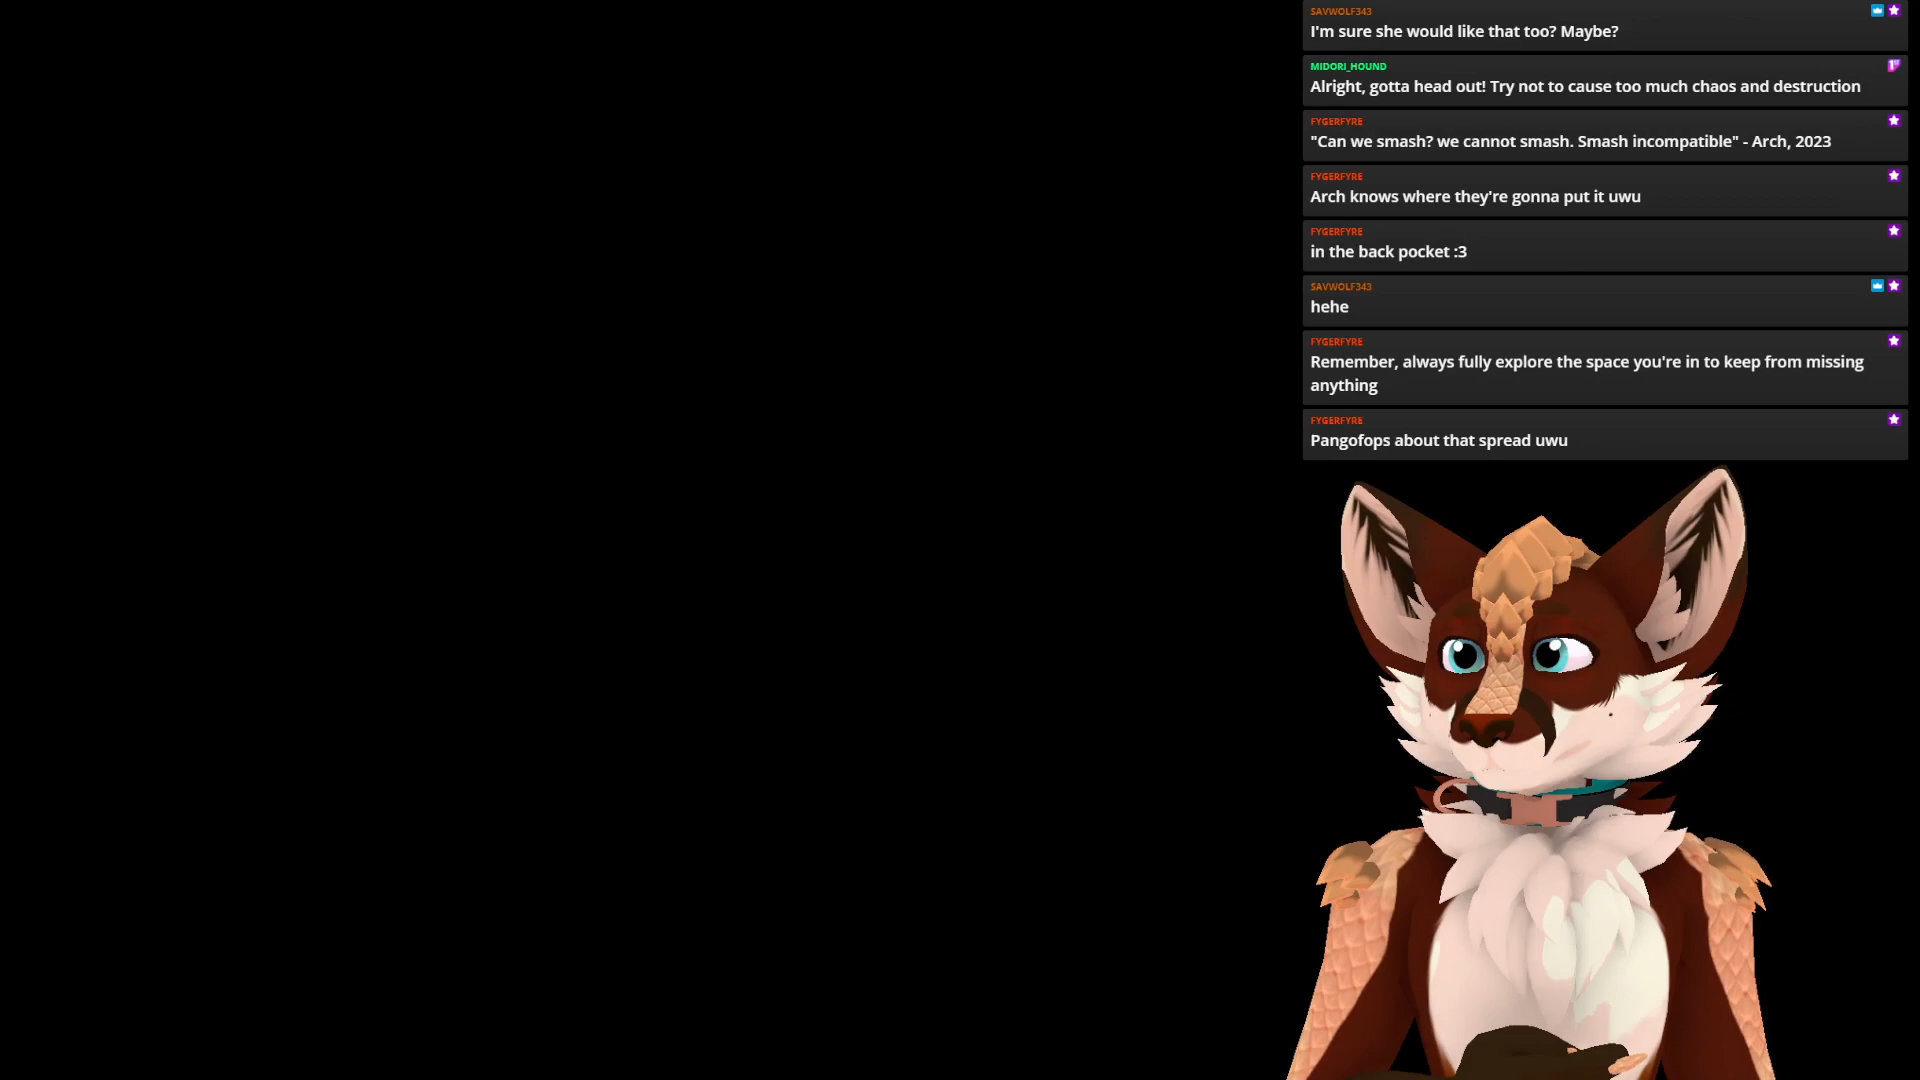 SAVWOLF343
I'm sure she would like that too? Maybe?
MIDORI_HOUND
Alright, gotta head out! Try not to cause too much chaos and destruction
FYGERFYRE
"Can we smash? we cannot smash. Smash incompatible" - Arch, 2023
FYGERFYRE
Arch knows where they're gonna put it uwu
FYGERFYRE
in the back pocket :3
SAVWOLF343
hehe
FYGERFYRE
Remember, always fully explore the space you're in to keep from missing
anything
FYGERFYRE
Pangofops about that spread uwu